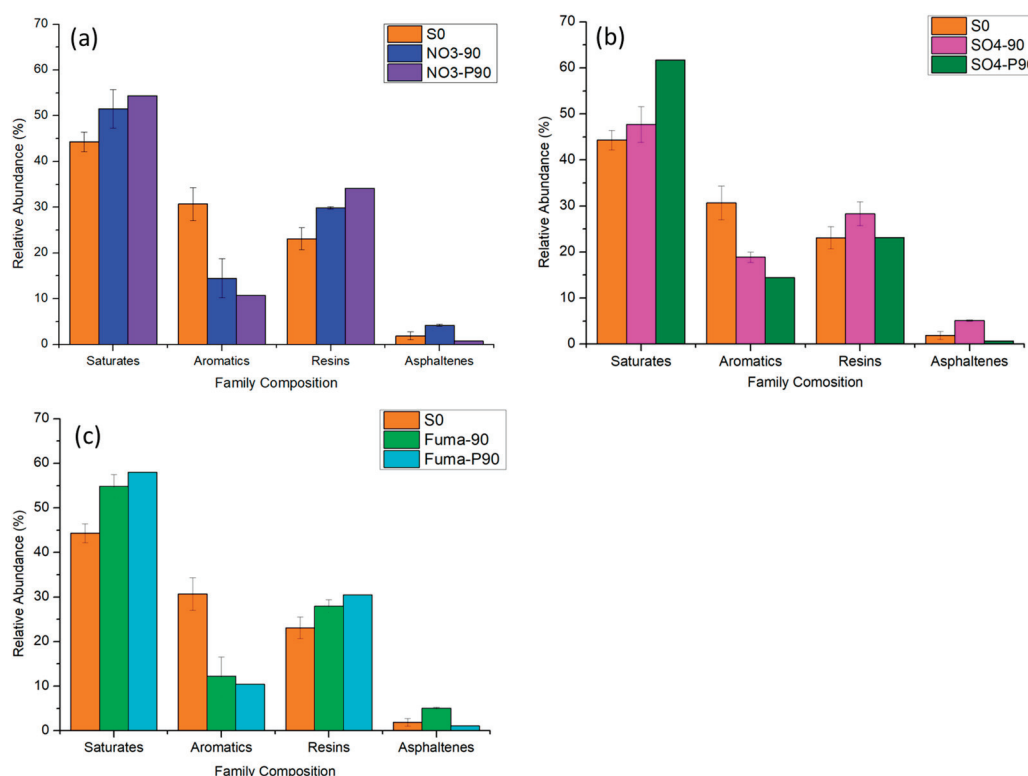 (a)
S0
NO3-90
NO3-P90
70
60
50
40
30
20
10
0
Relative Abundance (%)
Saturates Aromatics Resins Asphaltenes
Family Composition
(b)
S0
SO4-90
SO4-P90
70
60
50
40
30
20
10
0
Relative Abundance (%)
Saturates Aromatics Resins Asphaltenes
Family Comosition
(c)
S0
Fuma-90
Fuma-P90
70
60
50
40
30
20
10
0
Relative Abundance (%)
Saturates Aromatics Resins Asphaltenes
Family Composition